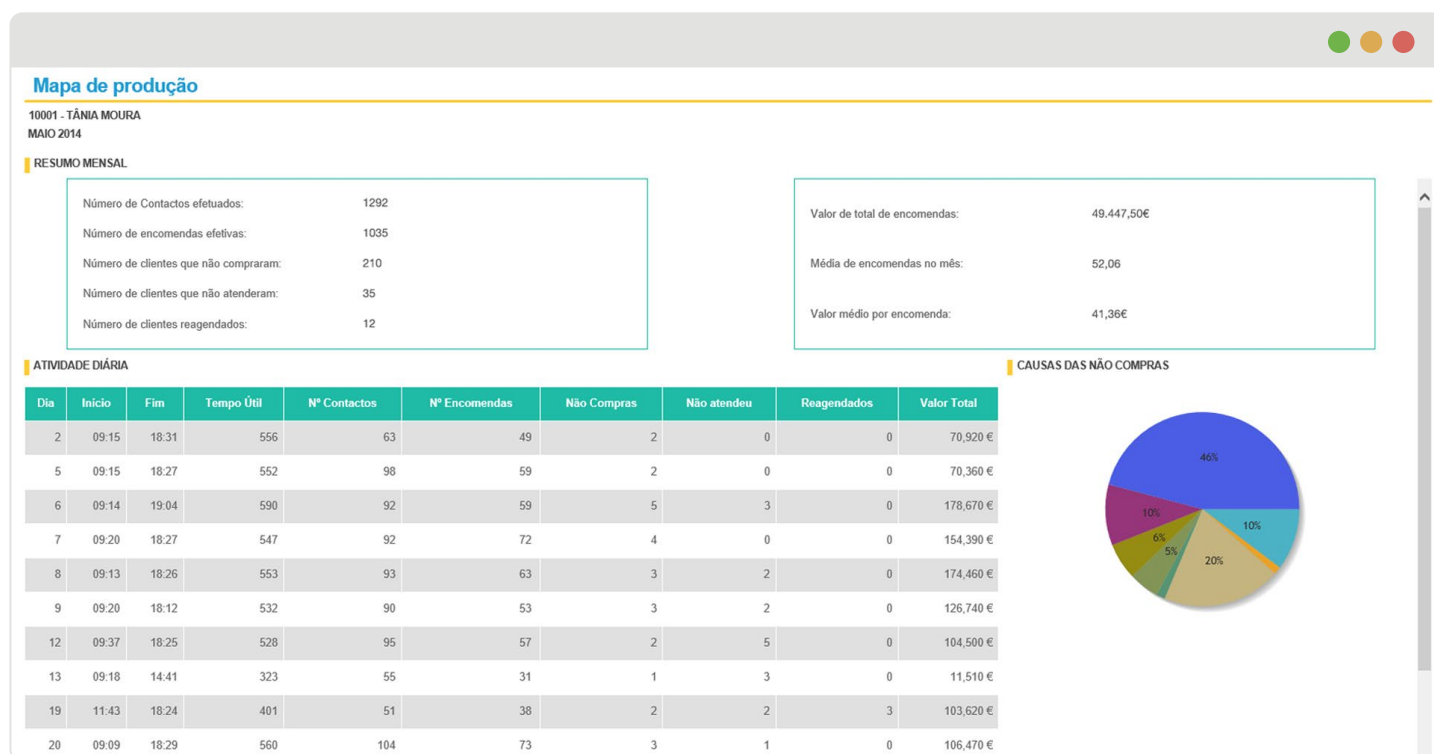 Mapa de produção
10001 - TÂNIA MOURA
MAIO 2014
RESUMO MENSAL
Número de Contactos efetuados: 1292
Número de encomendas efetivas: 1035
Número de clientes que não compraram: 210
Número de clientes que não atenderam: 35
Número de clientes reagendados: 12
Valor de total de encomendas: 49.447,50€
Média de encomendas no mês: 52,06
Valor médio por encomenda: 41,36€
ATIVIDADE DIÁRIA
Dia Início Fim Tempo Útil Nº Contactos Nº Encomendas Não Compras Não atendeu Reagendados Valor Total
2 09:15 18:31 556 63 49 2 0 0 70,920 €
5 09:15 18:27 552 98 59 2 0 0 70,360 €
6 09:14 19:04 590 92 59 5 3 0 178,670 €
7 09:20 18:27 547 92 72 4 0 0 154,390 €
8 09:13 18:26 553 93 63 3 2 0 174,460 €
9 09:20 18:12 532 90 53 3 2 0 126,740 €
12 09:37 18:25 528 95 57 2 5 0 104,500 €
13 09:18 14:41 323 55 31 1 3 0 11,510 €
19 11:43 18:24 401 51 38 2 2 3 103,620 €
20 09:09 18:29 560 104 73 3 1 0 106,470 €
CAUSAS DAS NÃO COMPRAS
46%
10%
10%
6%
5%
20%